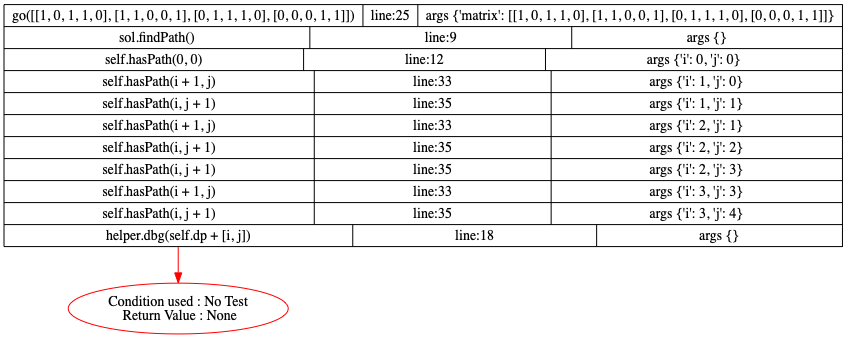 go([[1, 0, 1, 1, 0], [1, 1, 0, 0, 1], [0, 1, 1, 1, 0], [0, 0, 0, 1, 1]]) line:25 args {'matrix': [[1, 0, 1, 1, 0], [1, 1, 0, 0, 1], [0, 1, 1, 1, 0], [0, 0, 0, 1, 1]]}
sol.findPath() line:9 args {}
self.hasPath(0, 0) line:12 args {'i': 0, 'j': 0}
self.hasPath(i + 1, j) line:33 args {'i': 1, 'j': 0}
self.hasPath(i, j + 1) line:35 args {'i': 1, 'j': 1}
self.hasPath(i + 1, j) line:33 args {'i': 2, 'j': 1}
self.hasPath(i, j + 1) line:35 args {'i': 2, 'j': 2}
self.hasPath(i, j + 1) line:35 args {'i': 2, 'j': 3}
self.hasPath(i + 1, j) line:33 args {'i': 3, 'j': 3}
self.hasPath(i, j + 1) line:35 args {'i': 3, 'j': 4}
helper.dbg(self.dp + [i, j]) line:18 args {}
Condition used : No Test
Return Value : None